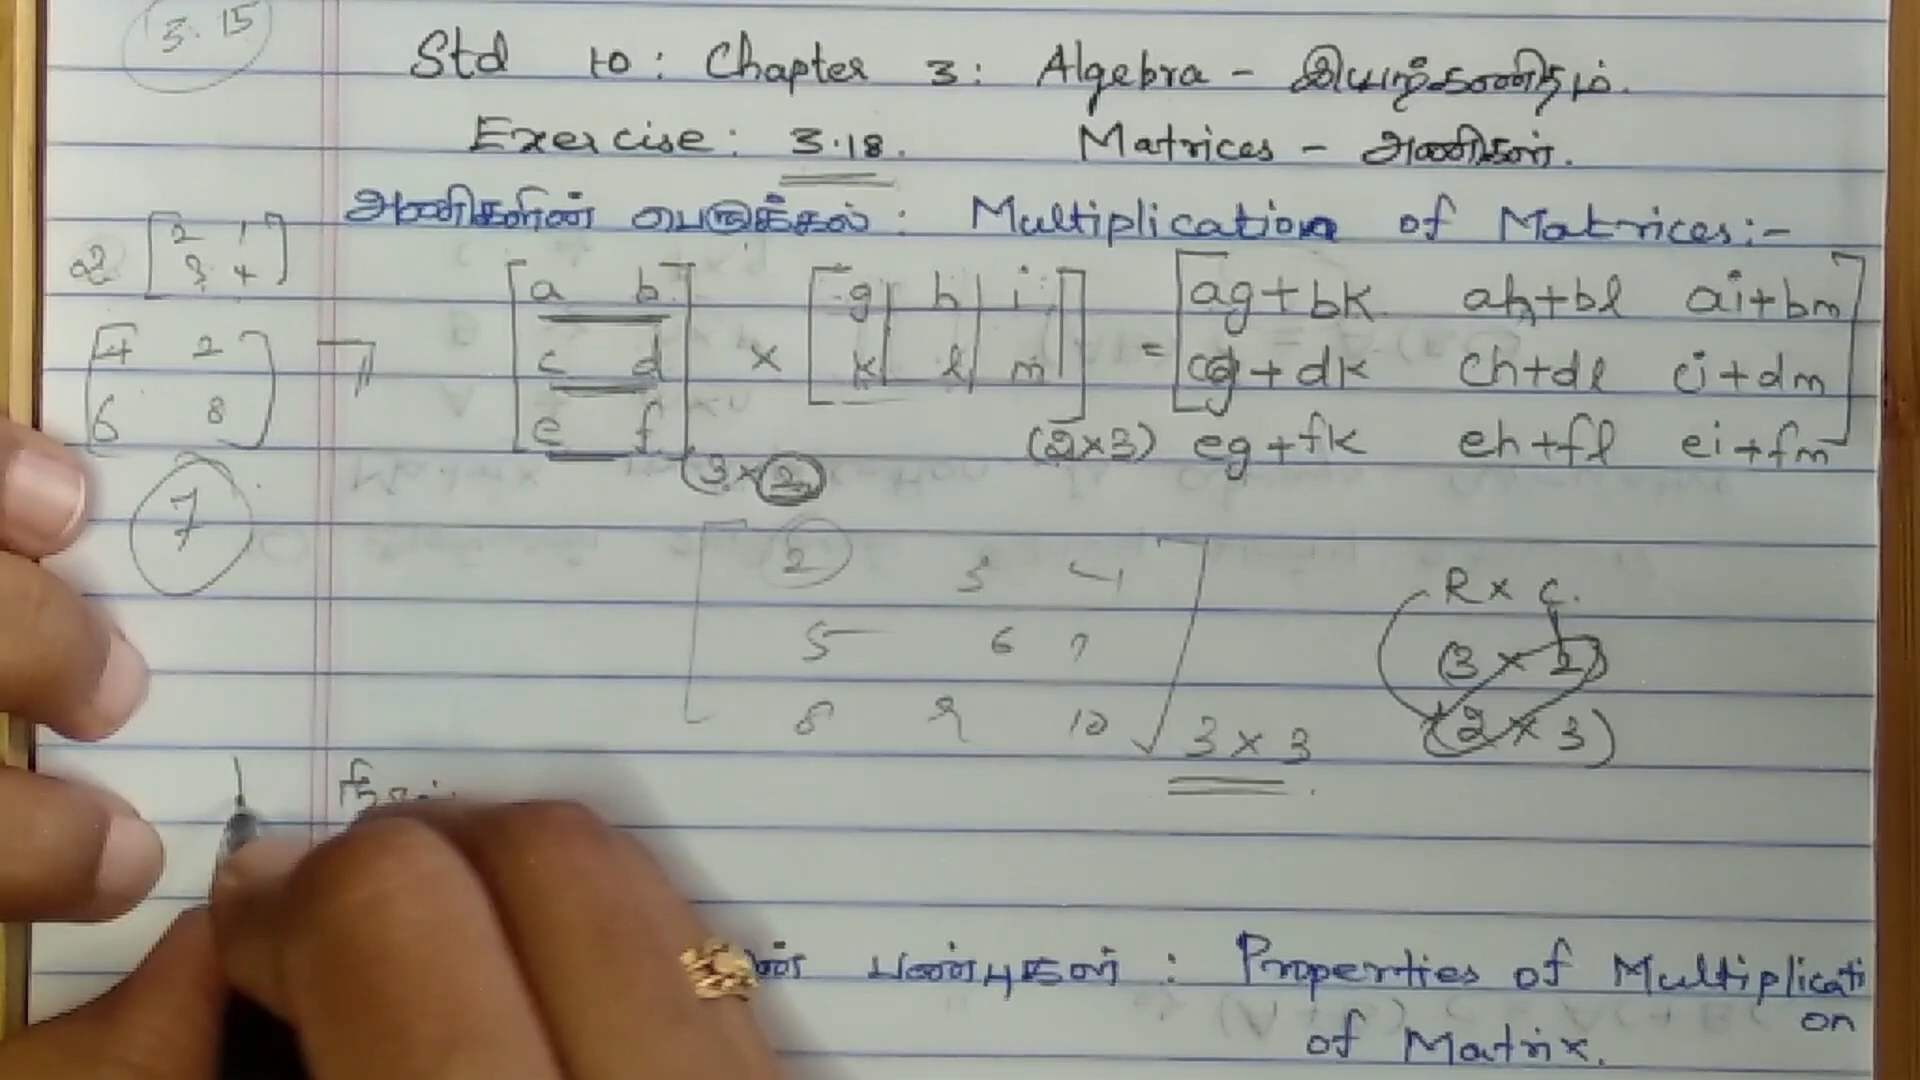 3.15
Std 10: Chapter 3: Algebra - இயற்கணிதம்.
Exercise: 3.18. Matrices - அணிகள்.
அணிகளின் பெருக்கல்: Multiplication of Matrices:-
2 [2 1
3 4]
[4 2
6 8]
7
[a b
c d
e f] (3×2)
×
[g h i
k l m] (2×3)
=
[ag+bk ah+bl ai+bm
cg+dk ch+dl ci+dm
eg+fk eh+fl ei+fm]
[2 3 4
5 6 7
8 9 10] 3×3
R × C.
(3 × 2)
(2 × 3)
பண்புகள் : Properties of Multiplicati
on
of Matrix.